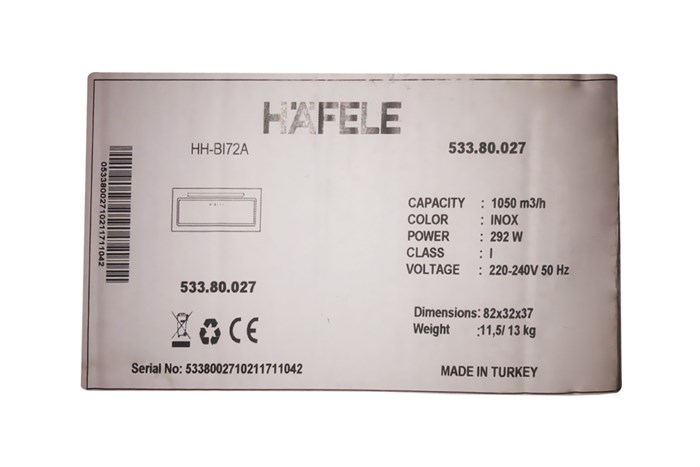 HÄFELE
HH-BI72A
533.80.027
05338002710211711042
CAPACITY : 1050 m3/h
COLOR : INOX
POWER : 292 W
CLASS : I
VOLTAGE : 220-240V 50 Hz
533.80.027
Dimensions: 82x32x37
Weight : 11,5/ 13 kg
CE
Serial No: 5338002710211711042
MADE IN TURKEY